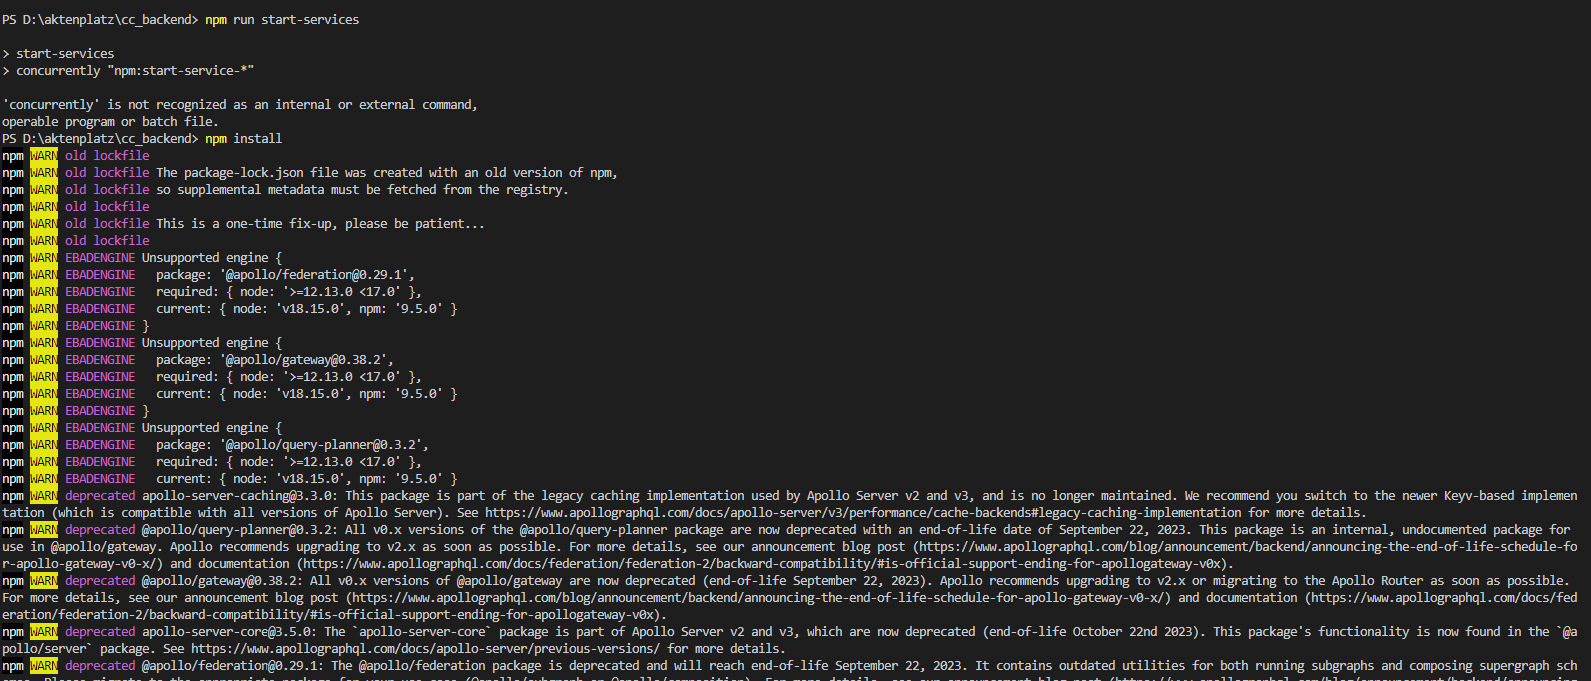 PS D:\aktenplatz\cc_backend> npm run start-services
> start-services
> concurrently "npm:start-service-*"
'concurrently' is not recognized as an internal or external command,
operable program or batch file.
PS D:\aktenplatz\cc_backend> npm install
npm WARN old lockfile
npm WARN old lockfile The package-lock.json file was created with an old version of npm,
npm WARN old lockfile so supplemental metadata must be fetched from the registry.
npm WARN old lockfile
npm WARN old lockfile This is a one-time fix-up, please be patient...
npm WARN old lockfile
npm WARN EBADENGINE Unsupported engine {
npm WARN EBADENGINE   package: '@apollo/federation@0.29.1',
npm WARN EBADENGINE   required: { node: '>=12.13.0 <17.0' },
npm WARN EBADENGINE   current: { node: 'v18.15.0', npm: '9.5.0' }
npm WARN EBADENGINE }
npm WARN EBADENGINE Unsupported engine {
npm WARN EBADENGINE   package: '@apollo/gateway@0.38.2',
npm WARN EBADENGINE   required: { node: '>=12.13.0 <17.0' },
npm WARN EBADENGINE   current: { node: 'v18.15.0', npm: '9.5.0' }
npm WARN EBADENGINE }
npm WARN EBADENGINE Unsupported engine {
npm WARN EBADENGINE   package: '@apollo/query-planner@0.3.2',
npm WARN EBADENGINE   required: { node: '>=12.13.0 <17.0' },
npm WARN EBADENGINE   current: { node: 'v18.15.0', npm: '9.5.0' }
npm WARN deprecated apollo-server-caching@3.3.0: This package is part of the legacy caching implementation used by Apollo Server v2 and v3, and is no longer maintained. We recommend you switch to the newer Keyv-based implemen
tation (which is compatible with all versions of Apollo Server). See https://www.apollographql.com/docs/apollo-server/v3/performance/cache-backends#legacy-caching-implementation for more details.
npm WARN deprecated @apollo/query-planner@0.3.2: All v0.x versions of the @apollo/query-planner package are now deprecated with an end-of-life date of September 22, 2023. This package is an internal, undocumented package for
use in @apollo/gateway. Apollo recommends upgrading to v2.x as soon as possible. For more details, see our announcement blog post (https://www.apollographql.com/blog/announcement/backend/announcing-the-end-of-life-schedule-fo
r-apollo-gateway-v0-x/) and documentation (https://www.apollographql.com/docs/federation/federation-2/backward-compatibility/#is-official-support-ending-for-apollogateway-v0x).
npm WARN deprecated @apollo/gateway@0.38.2: All v0.x versions of @apollo/gateway are now deprecated (end-of-life September 22, 2023). Apollo recommends upgrading to v2.x or migrating to the Apollo Router as soon as possible.
For more details, see our announcement blog post (https://www.apollographql.com/blog/announcement/backend/announcing-the-end-of-life-schedule-for-apollo-gateway-v0-x/) and documentation (https://www.apollographql.com/docs/fed
eration/federation-2/backward-compatibility/#is-official-support-ending-for-apollogateway-v0x).
npm WARN deprecated apollo-server-core@3.5.0: The `apollo-server-core` package is part of Apollo Server v2 and v3, which are now deprecated (end-of-life October 22nd 2023). This package's functionality is now found in the `@a
pollo/server` package. See https://www.apollographql.com/docs/apollo-server/previous-versions/ for more details.
npm WARN deprecated @apollo/federation@0.29.1: The @apollo/federation package is deprecated and will reach end-of-life September 22, 2023. It contains outdated utilities for both running subgraphs and composing supergraph sch